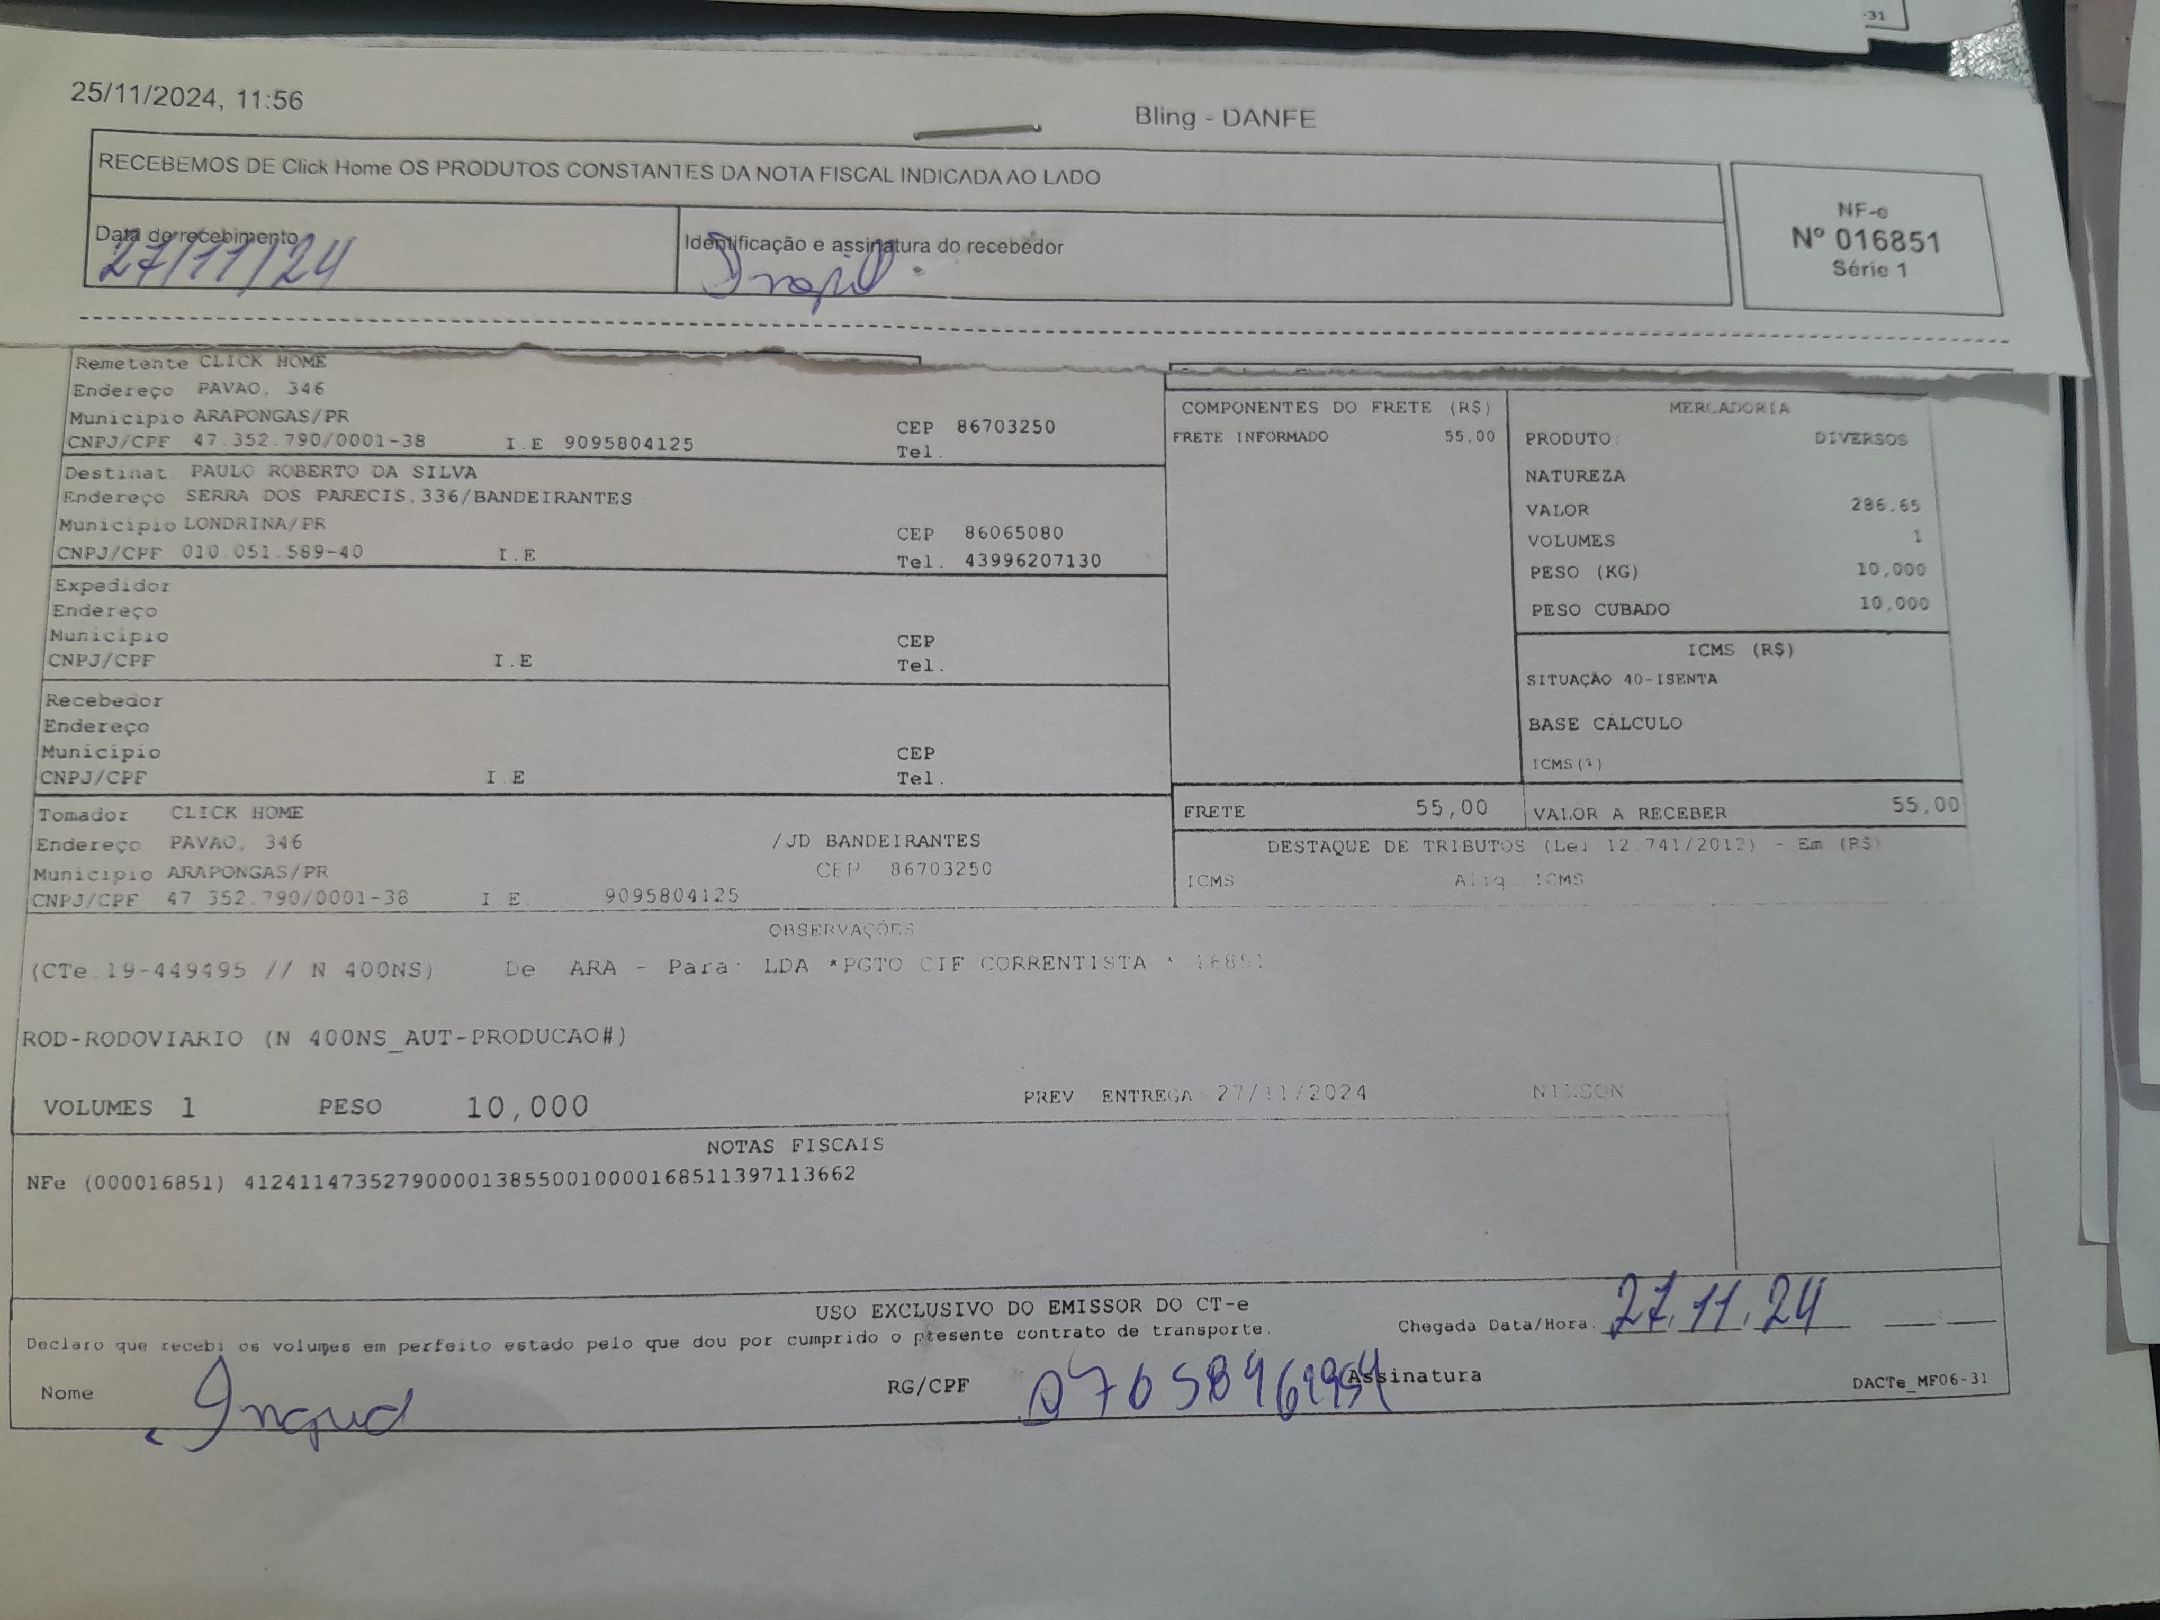 -31
25/11/2024, 11:56
Bling - DANFE
RECEBEMOS DE Click Home OS PRODUTOS CONSTANTES DA NOTA FISCAL INDICADA AO LADO
NF-e
Nº 016851
Série 1
Data de recebimento
27/11/24
Identificação e assinatura do recebedor
Remetente CLICK HOME
Endereço PAVAO, 346
Municipio ARAPONGAS/PR
CEP 86703250
CNPJ/CPF 47.352.790/0001-38 I.E 9095804125
Tel.
Destinat. PAULO ROBERTO DA SILVA
Endereço SERRA DOS PARECIS,336/BANDEIRANTES
Municipio LONDRINA/PR
CEP 86065080
CNPJ/CPF 010.051.589-40 I.E
Tel. 43996207130
Expedidor
Endereço
Municipio
CEP
CNPJ/CPF I.E
Tel.
Recebedor
Endereço
Municipio
CEP
CNPJ/CPF I.E
Tel.
Tomador CLICK HOME
Endereço PAVAO, 346 /JD BANDEIRANTES
Municipio ARAPONGAS/PR CEP 86703250
CNPJ/CPF 47 352.790/0001-38 I E. 9095804125
COMPONENTES DO FRETE (R$)
FRETE INFORMADO 55,00
MERCADORIA
PRODUTO: DIVERSOS
NATUREZA
VALOR 286.65
VOLUMES 1
PESO (KG) 10,000
PESO CUBADO 10,000
ICMS (R$)
SITUAÇÃO 40-ISENTA
BASE CÁLCULO
ICMS(%)
FRETE 55,00
VALOR A RECEBER 55,00
DESTAQUE DE TRIBUTOS (Lei 12.741/2012) - Em (R$)
ICMS Aliq. ICMS
OBSERVAÇÕES
(CTe.19-449495 // N 400NS) De ARA - Para: LDA *PGTO CIF CORRENTISTA * 16851
ROD-RODOVIARIO (N 400NS_AUT-PRODUCAO#)
VOLUMES 1 PESO 10,000
PREV ENTREGA 27/11/2024 NILSON
NOTAS FISCAIS
NFe (000016851) 41241147352790000138550010000168511397113662
USO EXCLUSIVO DO EMISSOR DO CT-e
Declaro que recebi os volumes em perfeito estado pelo que dou por cumprido o presente contrato de transporte.
Chegada Data/Hora. 27.11.24
Nome
RG/CPF
Assinatura
DACTe_MF06-31